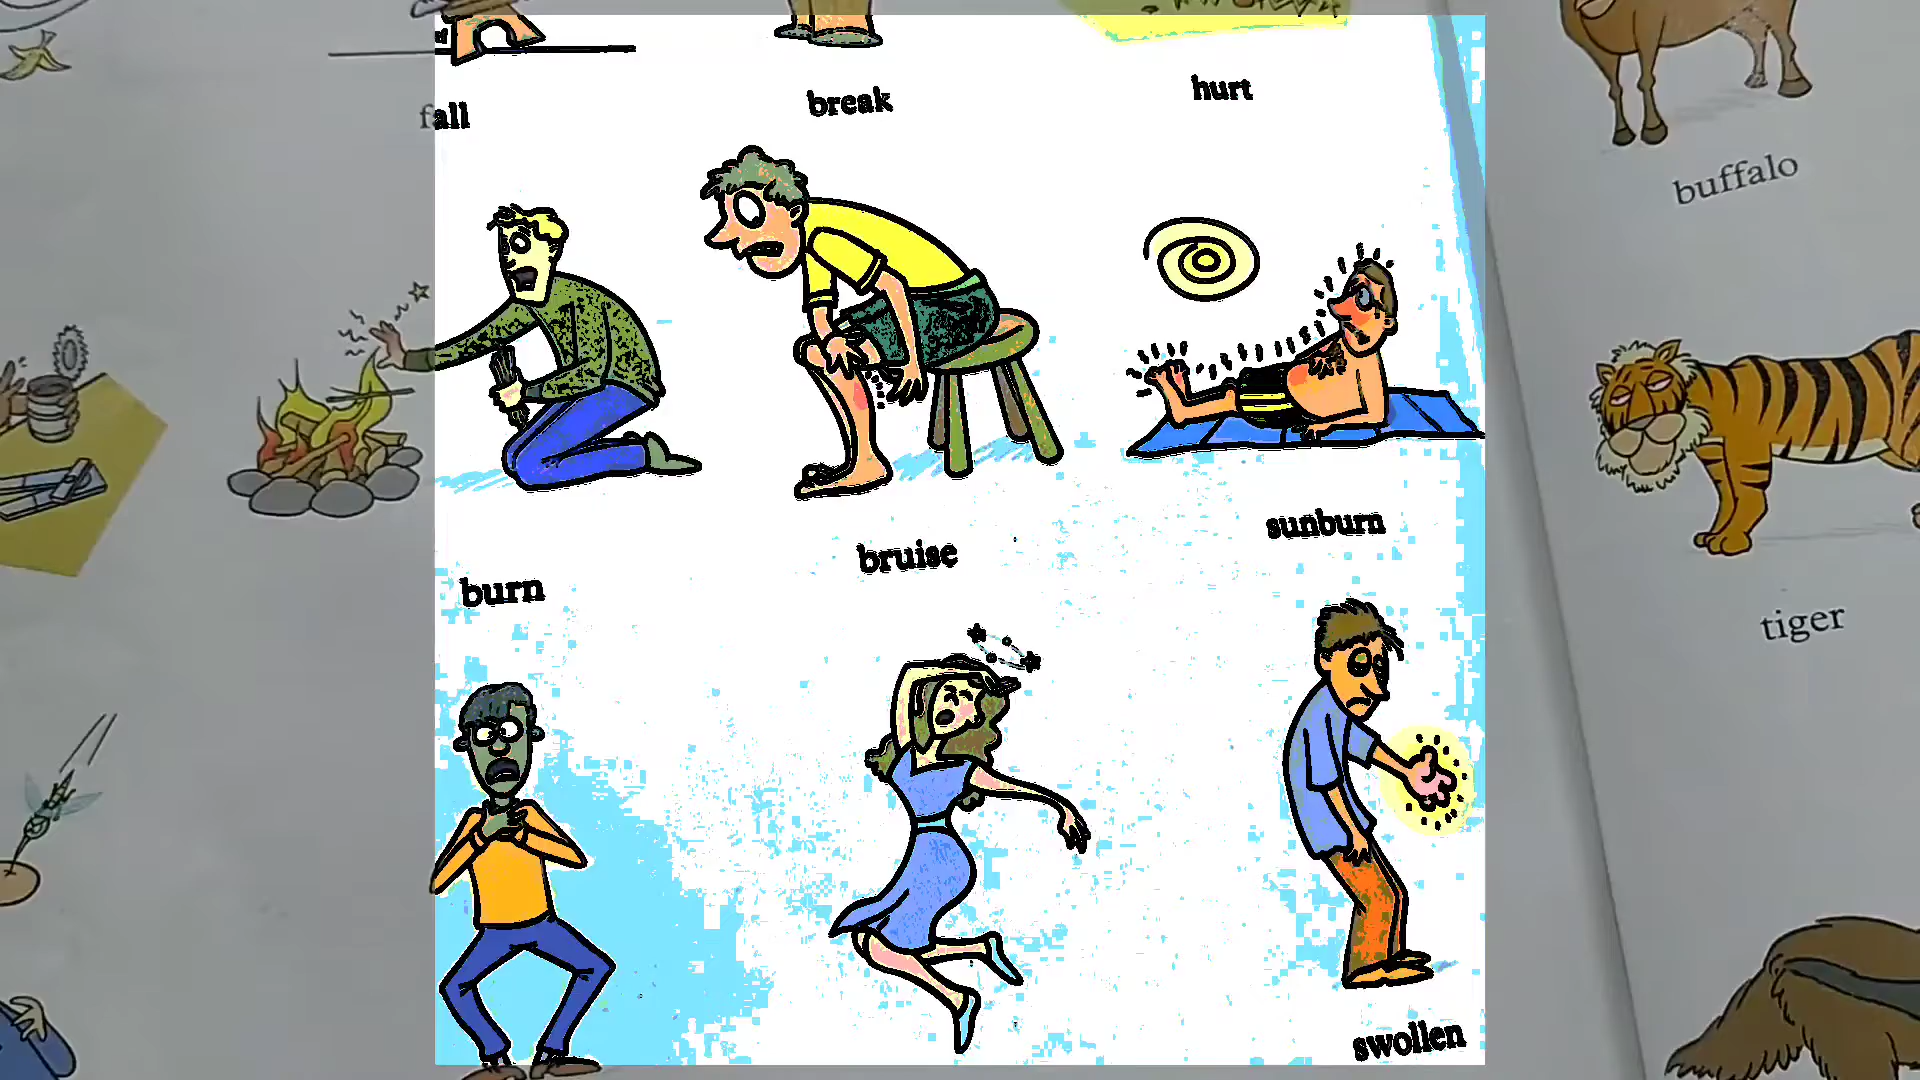 fall
break
hurt
buffalo
burn
bruise
sunburn
tiger
swollen